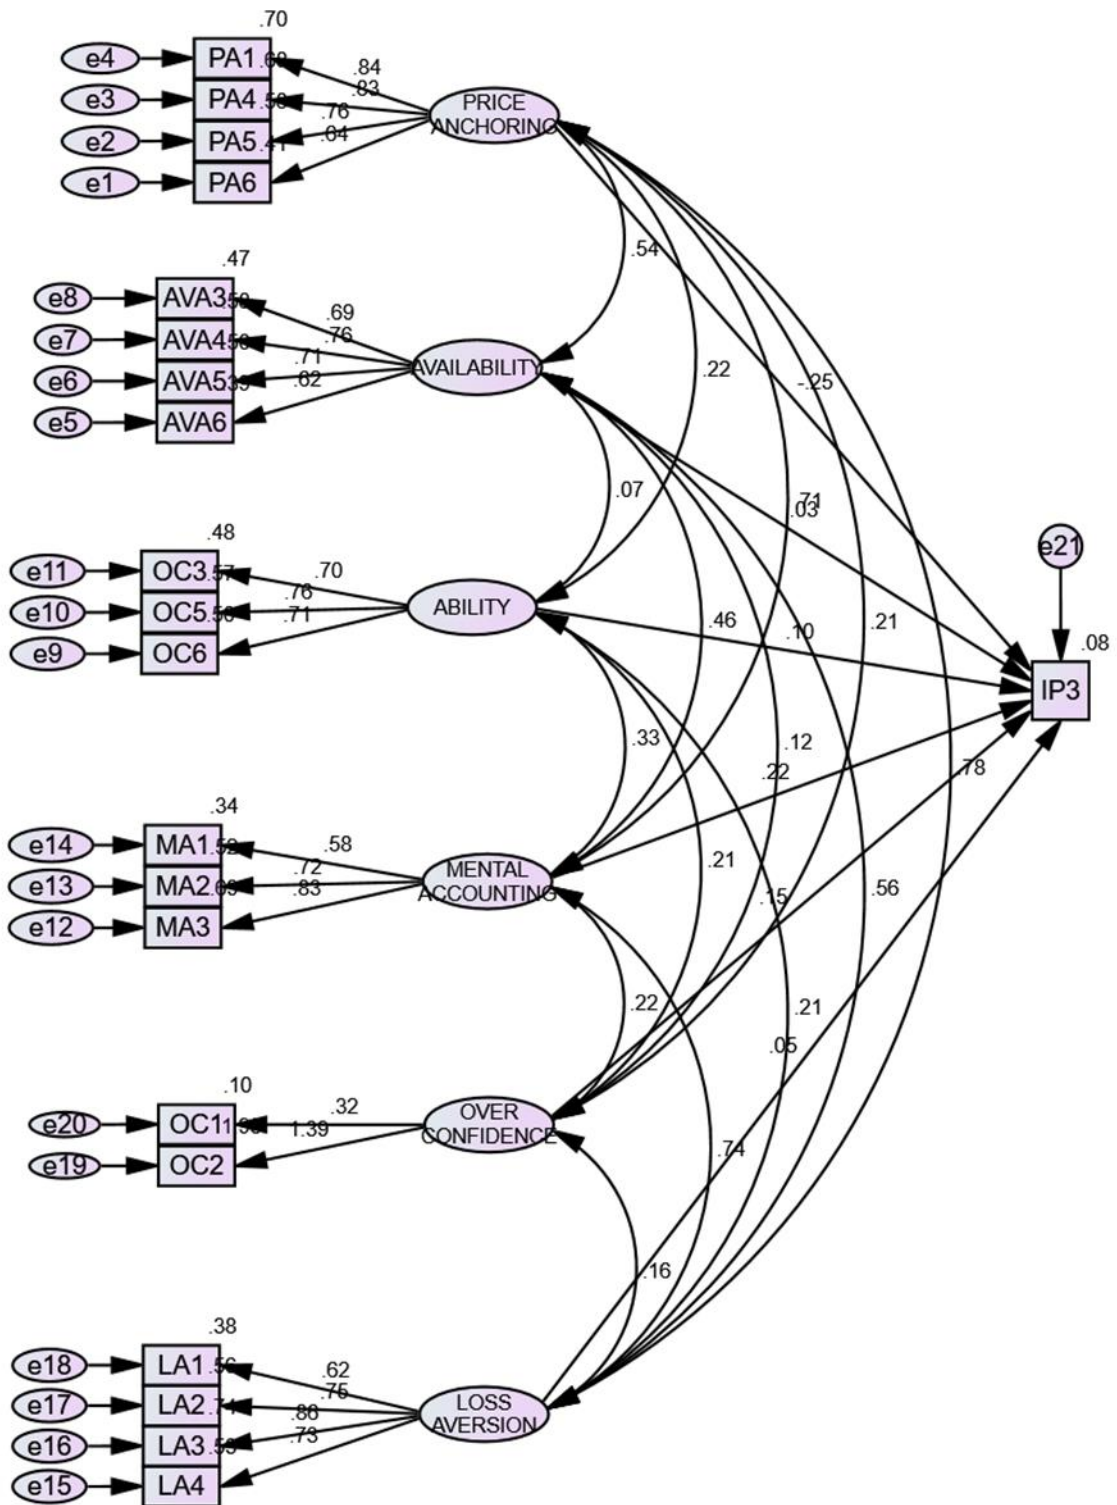 .70
e4 PA1 .84
e3 PA4 .83
e2 PA5 .76
e1 PA6
PRICE
ANCHORING
.54
.47
e8 AVA3 .69
e7 AVA4 .76
e6 AVA5 .71
e5 AVA6 .62
AVAILABILITY
.22
-.25
.07
.71
.03
.48
e11 OC3 .70
e10 OC5 .76
e9 OC6 .71
ABILITY
e21
.08
IP3
.46
.10
.21
.33
.12
.22
.78
.34
e14 MA1 .58
e13 MA2 .72
e12 MA3 .83
MENTAL
ACCOUNTING
.21
.15
.56
.22
.21
.05
.10
e20 OC1 .32
e19 OC2 1.39
OVER
CONFIDENCE
.74
.16
.38
e18 LA1 .62
e17 LA2 .75
e16 LA3 .86
e15 LA4 .73
LOSS
AVERSION